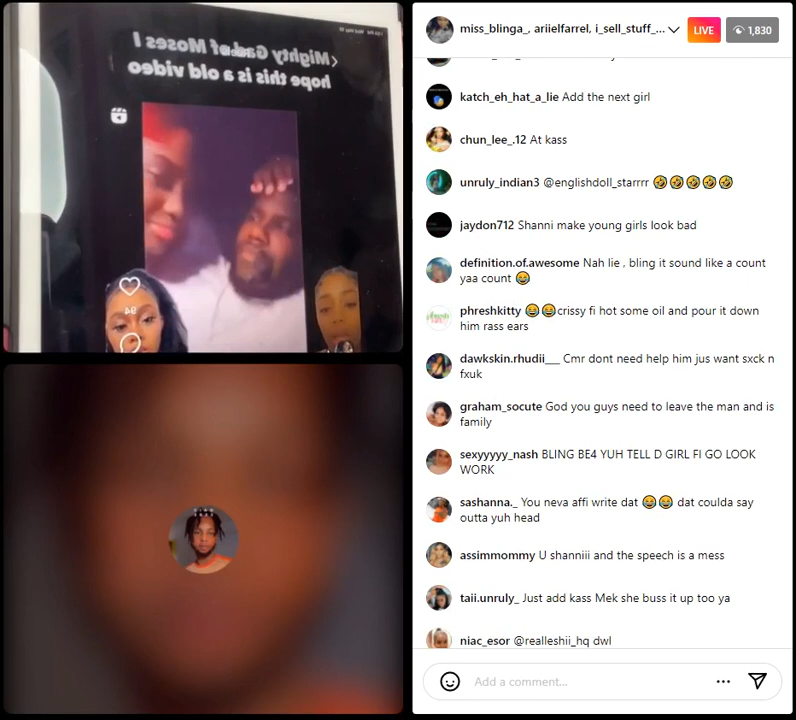 Mighty God of Moses I
hope this is a old video
94
miss_blinga_, ariielfarrel, i_sell_stuff_...
LIVE
1,830
katch_eh_hat_a_lie Add the next girl
chun_lee_.12 At kass
unruly_indian3 @englishdoll_starrrr 🤣🤣🤣🤣🤣
jaydon712 Shanni make young girls look bad
definition.of.awesome Nah lie , bling it sound like a count
yaa count 😂
phreshkitty 😂😂crissy fi hot some oil and pour it down
him rass ears
dawkskin.rhudii___ Cmr dont need help him jus want sxck n
fxuk
graham_socute God you guys need to leave the man and is
family
sexyyyyy_nash BLING BE4 YUH TELL D GIRL FI GO LOOK
WORK
sashanna._ You neva affi write dat 😂😂 dat coulda say
outta yuh head
assimmommy U shanniii and the speech is a mess
taii.unruly_ Just add kass Mek she buss it up too ya
niac_esor @realleshii_hq dwl
Add a comment...